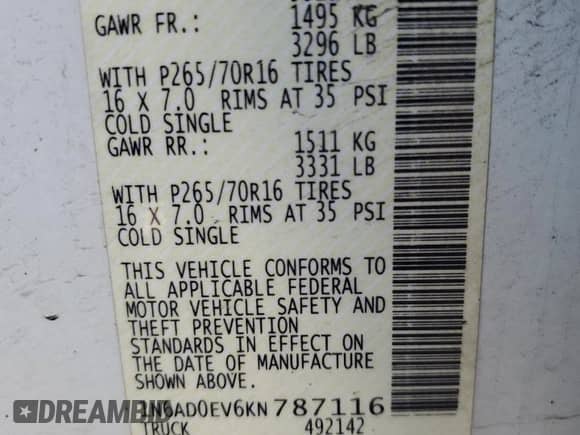 GAWR FR.: 1495 KG
3296 LB
WITH P265/70R16 TIRES
16 X 7.0 RIMS AT 35 PSI
COLD SINGLE
GAWR RR.: 1511 KG
3331 LB
WITH P265/70R16 TIRES
16 X 7.0 RIMS AT 35 PSI
COLD SINGLE
THIS VEHICLE CONFORMS TO
ALL APPLICABLE FEDERAL
MOTOR VEHICLE SAFETY AND
THEFT PREVENTION
STANDARDS IN EFFECT ON
THE DATE OF MANUFACTURE
SHOWN ABOVE.
1N6AD0EV6KN787116
TRUCK 492142
DREAMBIN